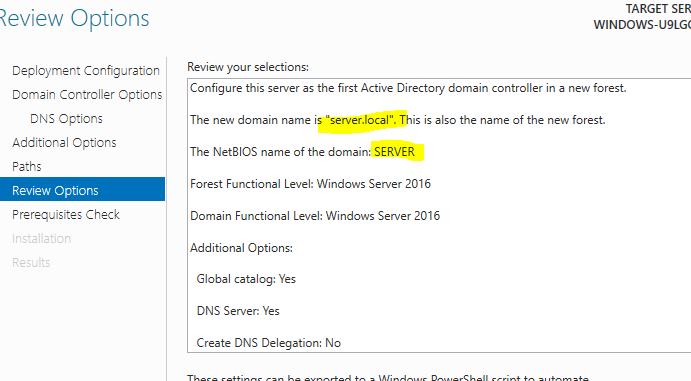 Review Options
TARGET SER
WINDOWS-U9LGO
Deployment Configuration
Domain Controller Options
DNS Options
Additional Options
Paths
Review Options
Prerequisites Check
Installation
Results
Review your selections:
Configure this server as the first Active Directory domain controller in a new forest.
The new domain name is "server.local". This is also the name of the new forest.
The NetBIOS name of the domain: SERVER
Forest Functional Level: Windows Server 2016
Domain Functional Level: Windows Server 2016
Additional Options:
Global catalog: Yes
DNS Server: Yes
Create DNS Delegation: No
These settings can be exported to a Windows PowerShell script to automate